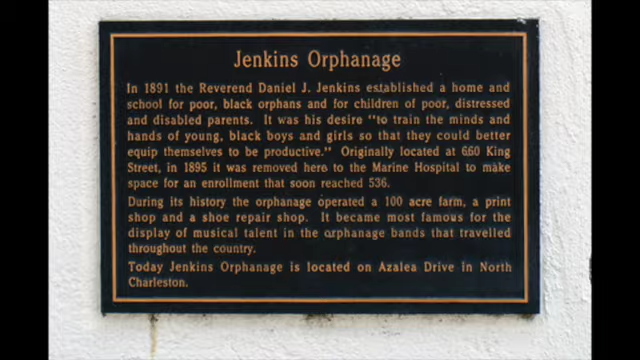 Jenkins Orphanage
In 1891 the Reverend Daniel J. Jenkins established a home and
school for poor, black orphans and for children of poor, distressed
and disabled parents. It was his desire "to train the minds and
hands of young, black boys and girls so that they could better
equip themselves to be productive." Originally located at 660 King
Street, in 1895 it was removed here to the Marine Hospital to make
space for an enrollment that soon reached 536.
During its history the orphanage operated a 100 acre farm, a print
shop and a shoe repair shop. It became most famous for the
display of musical talent in the orphanage bands that travelled
throughout the country.
Today Jenkins Orphanage is located on Azalea Drive in North
Charleston.